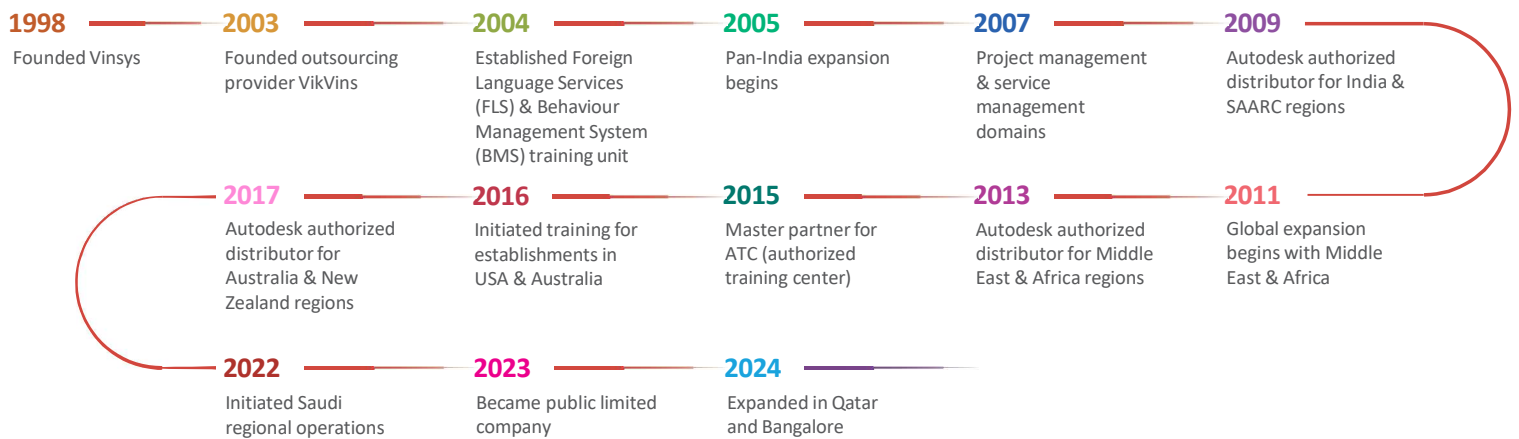 1998
Founded Vinsys
2003
Founded outsourcing
provider VikVins
2004
Established Foreign
Language Services
(FLS) & Behaviour
Management System
(BMS) training unit
2005
Pan-India expansion
begins
2007
Project management
& service
management
domains
2009
Autodesk authorized
distributor for India &
SAARC regions
2011
Global expansion
begins with Middle
East & Africa
2013
Autodesk authorized
distributor for Middle
East & Africa regions
2015
Master partner for
ATC (authorized
training center)
2016
Initiated training for
establishments in
USA & Australia
2017
Autodesk authorized
distributor for
Australia & New
Zealand regions
2022
Initiated Saudi
regional operations
2023
Became public limited
company
2024
Expanded in Qatar
and Bangalore